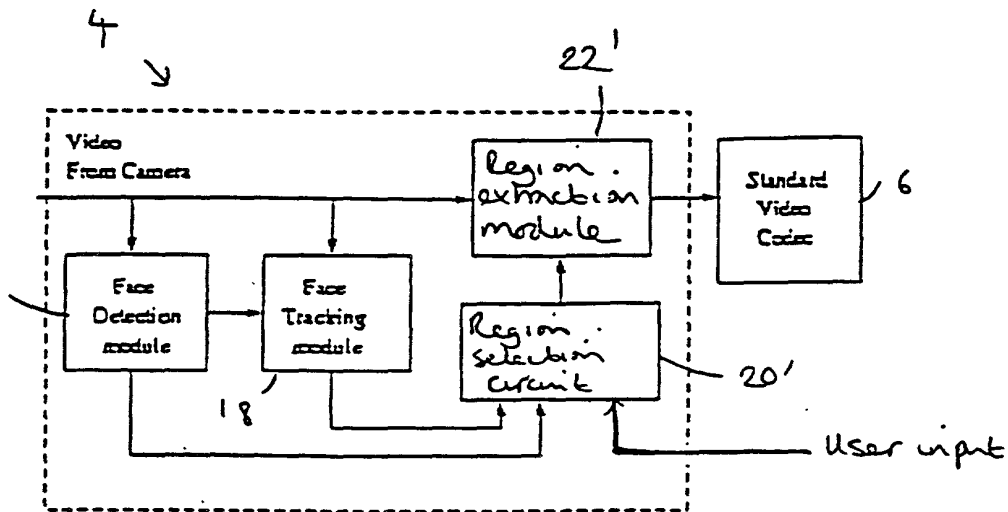 4
22'
Video
From Camera
Region
extraction
module
Standard
Video
Codec
6
Face
Detection
module
Face
Tracking
module
Region
selection
circuit
20'
18
User input